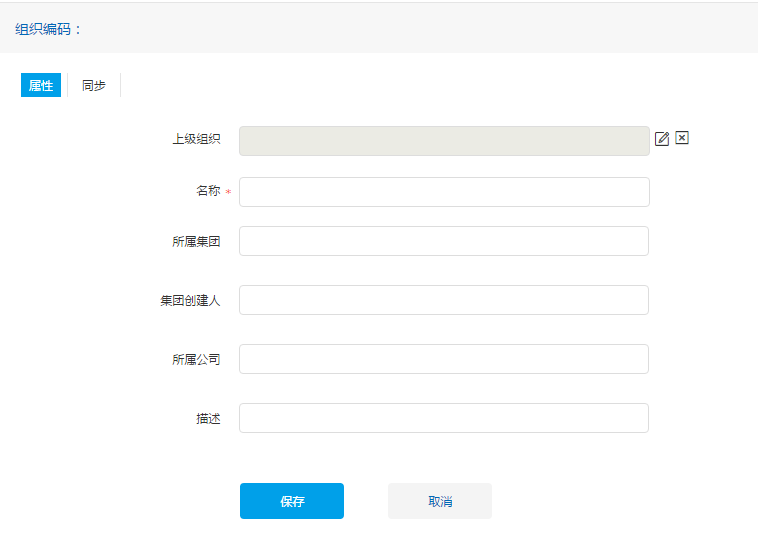 组织编码：
属性 同步
上级组织
名称 *
所属集团
集团创建人
所属公司
描述
保存 取消